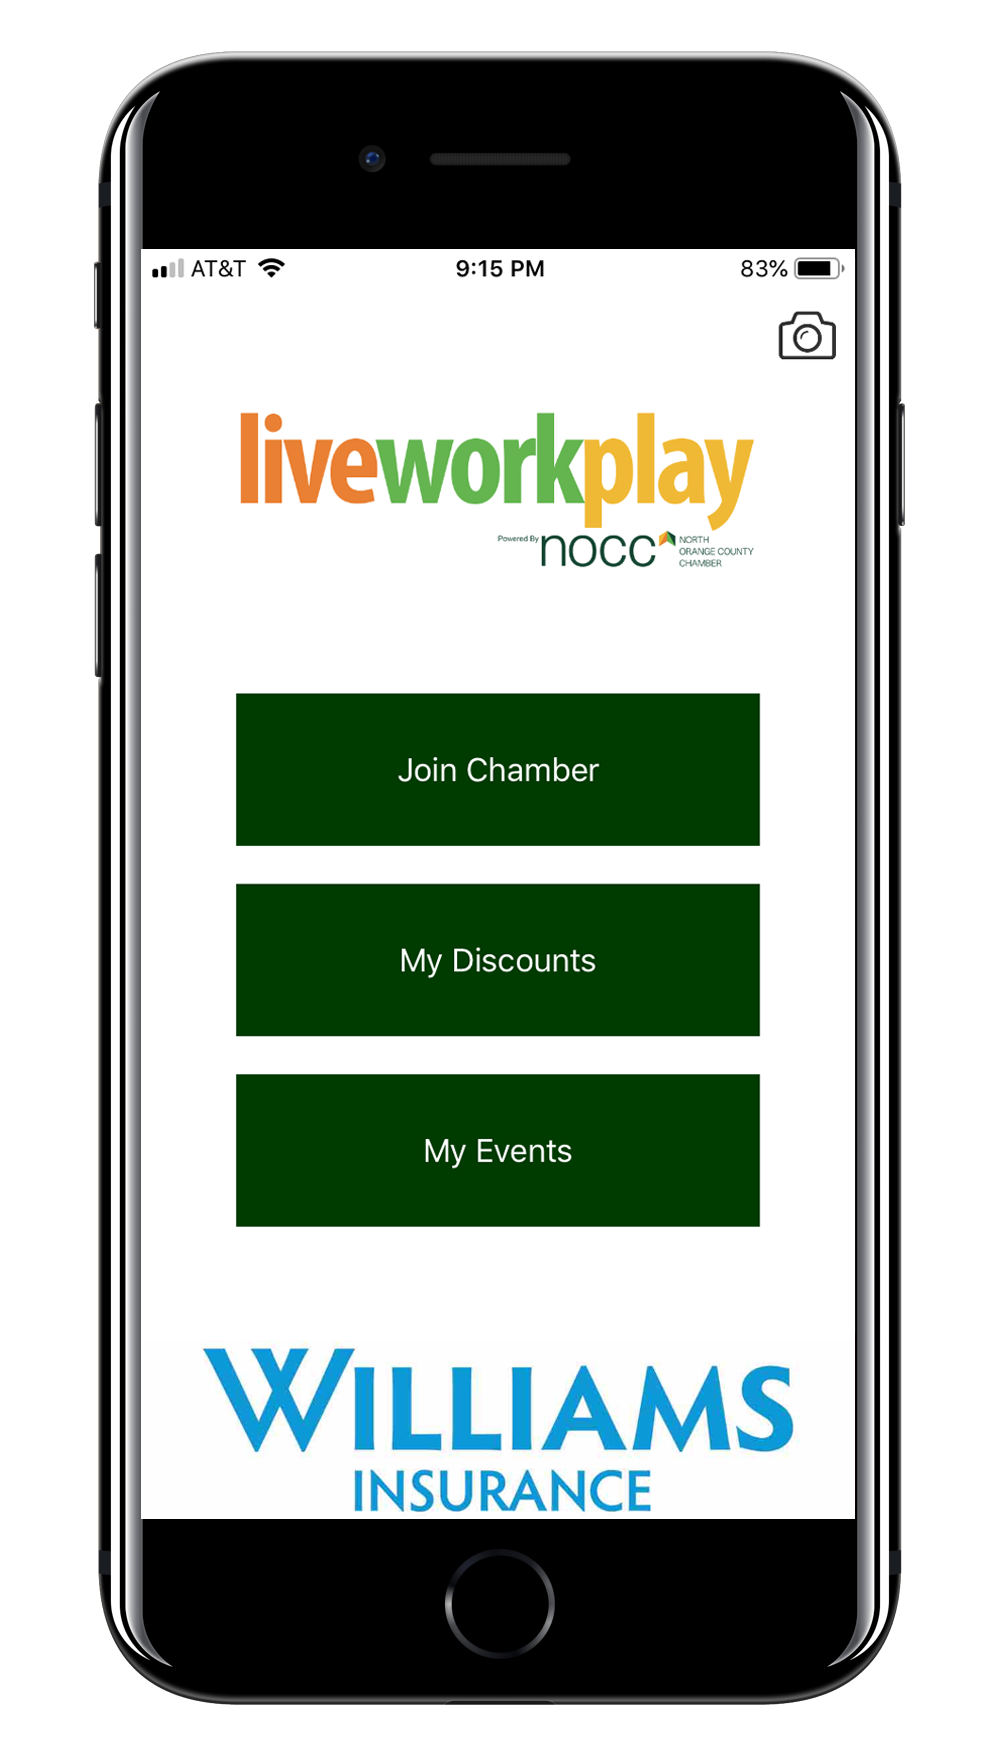 AT&T 9:15 PM 83%
liveworkplay
Powered By nocc NORTH
ORANGE COUNTY
CHAMBER
Join Chamber
My Discounts
My Events
WILLIAMS
INSURANCE